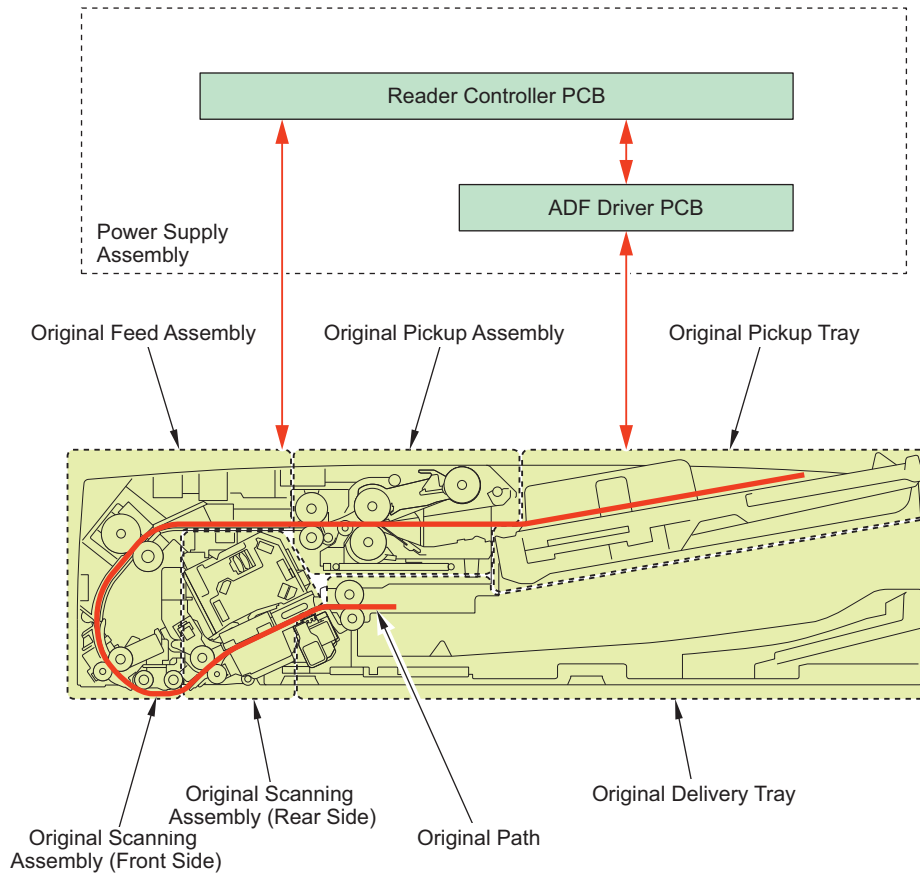 Reader Controller PCB
ADF Driver PCB
Power Supply
Assembly
Original Feed Assembly
Original Pickup Assembly
Original Pickup Tray
Original Scanning
Assembly (Rear Side)
Original Delivery Tray
Original Path
Original Scanning
Assembly (Front Side)